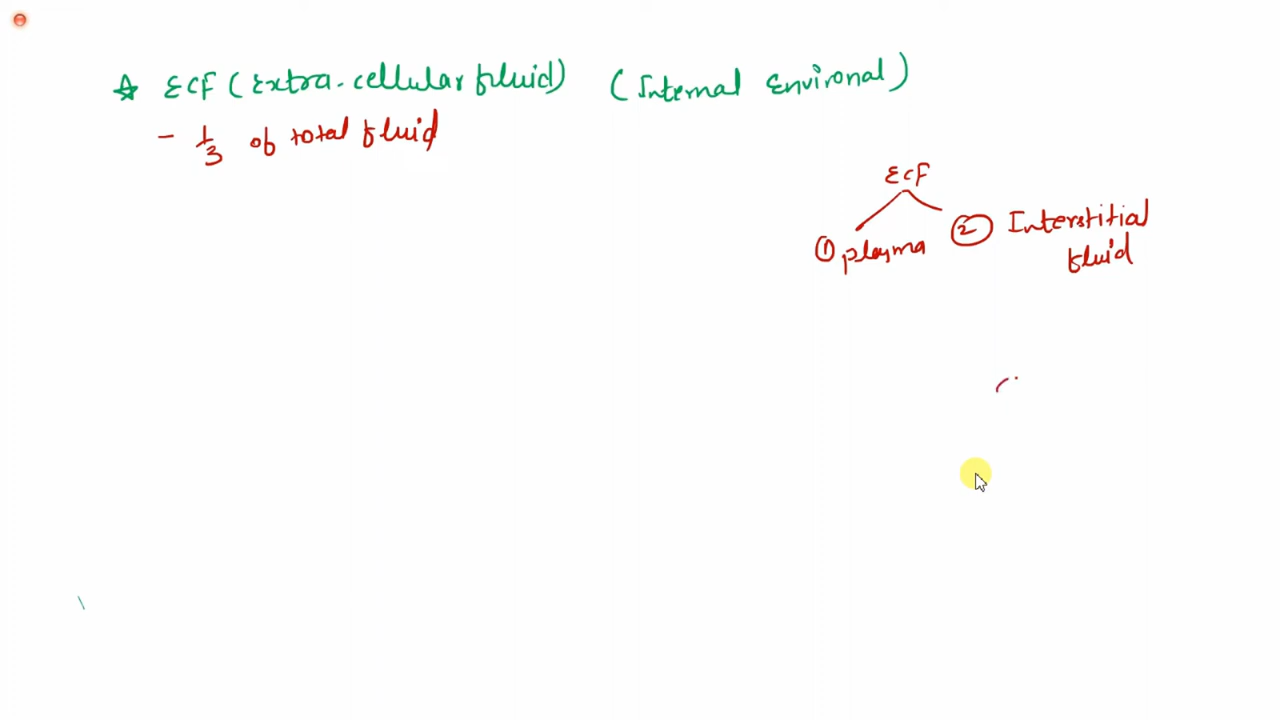 ☆ ECF (Extra-cellular fluid) (Internal Environal)
- 1/3 of total fluid
ECF
① plasma ② Interstitial
fluid